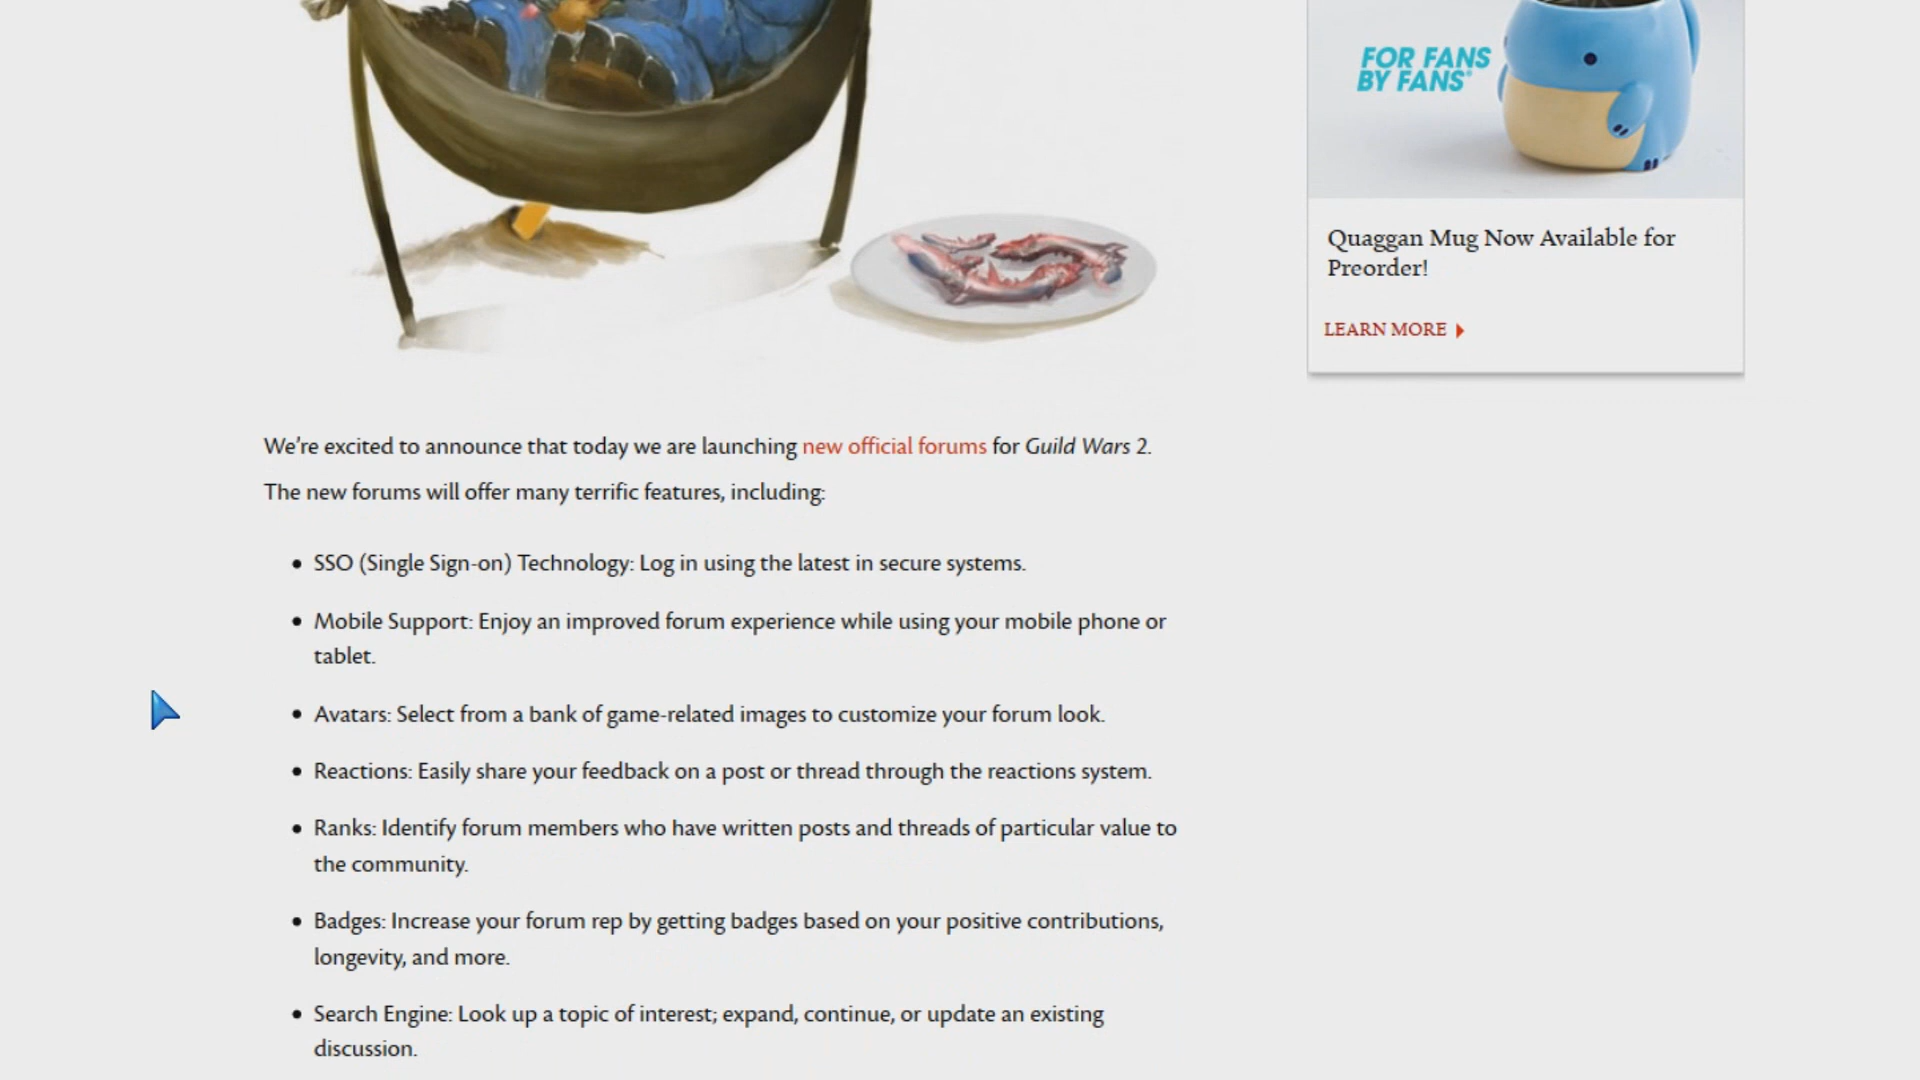 FOR FANS
BY FANS®
Quaggan Mug Now Available for
Preorder!
LEARN MORE
We’re excited to announce that today we are launching new official forums for Guild Wars 2.
The new forums will offer many terrific features, including:
• SSO (Single Sign-on) Technology: Log in using the latest in secure systems.
• Mobile Support: Enjoy an improved forum experience while using your mobile phone or
tablet.
• Avatars: Select from a bank of game-related images to customize your forum look.
• Reactions: Easily share your feedback on a post or thread through the reactions system.
• Ranks: Identify forum members who have written posts and threads of particular value to
the community.
• Badges: Increase your forum rep by getting badges based on your positive contributions,
longevity, and more.
• Search Engine: Look up a topic of interest; expand, continue, or update an existing
discussion.